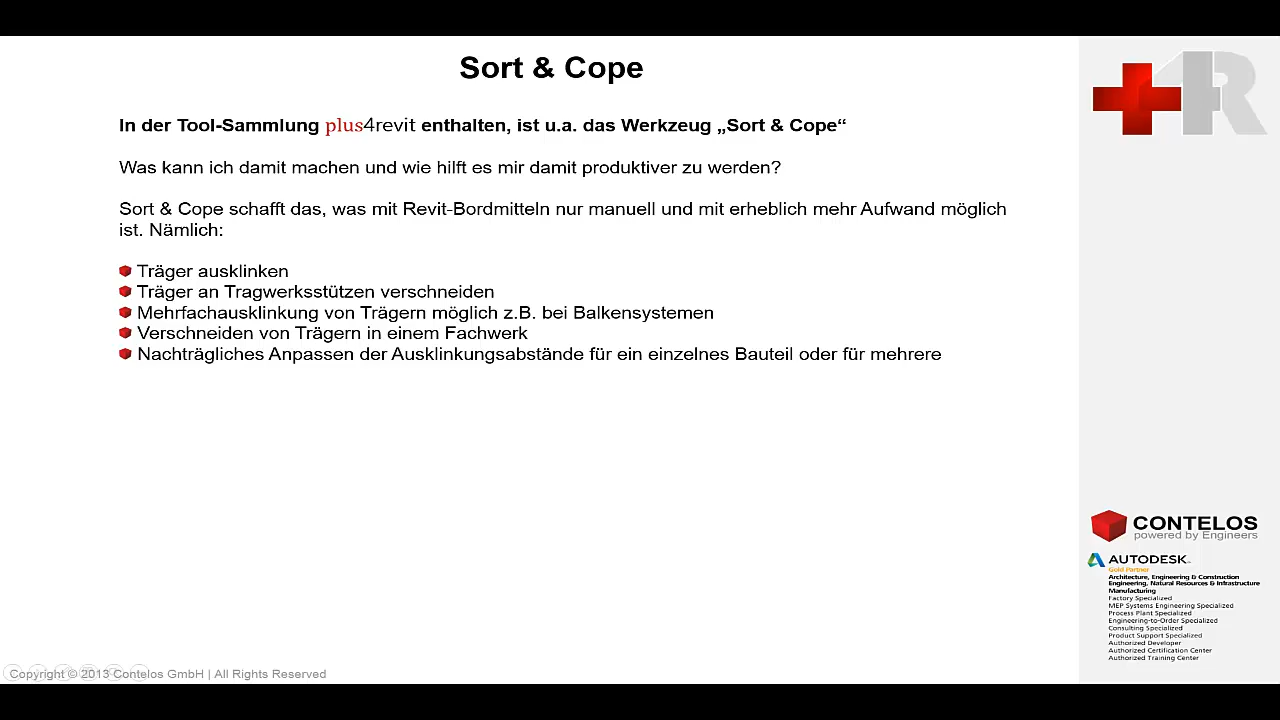 Sort & Cope
In der Tool-Sammlung plus4revit enthalten, ist u.a. das Werkzeug „Sort & Cope“
Was kann ich damit machen und wie hilft es mir damit produktiver zu werden?
Sort & Cope schafft das, was mit Revit-Bordmitteln nur manuell und mit erheblich mehr Aufwand möglich
ist. Nämlich:
Träger ausklinken
Träger an Tragwerksstützen verschneiden
Mehrfachausklinkung von Trägern möglich z.B. bei Balkensystemen
Verschneiden von Trägern in einem Fachwerk
Nachträgliches Anpassen der Ausklinkungsabstände für ein einzelnes Bauteil oder für mehrere
4R
CONTELOS
powered by Engineers
AUTODESK
Gold Partner
Architecture, Engineering & Construction
Engineering, Natural Resources & Infrastructure
Manufacturing
Factory Specialized
MEP Systems Engineering Specialized
Process Plant Specialized
Engineering-to-Order Specialized
Consulting Specialized
Product Support Specialized
Authorized Developer
Authorized Certification Center
Authorized Training Center
Copyright © 2013 Contelos GmbH | All Rights Reserved